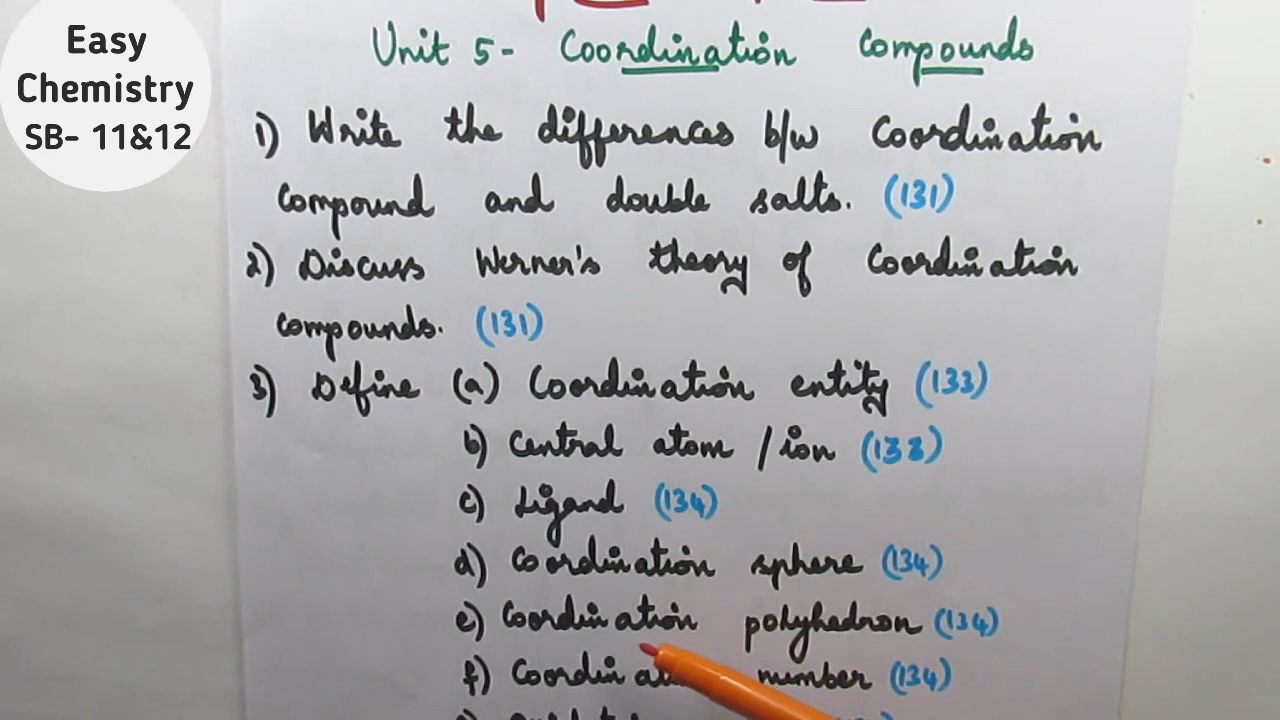 Easy
Chemistry
SB- 11&12
Unit 5- Coordination Compounds
1) Write the differences b/w Coordination
compound and double salts. (131)
2) Discuss Werner's theory of Coordination
compounds. (131)
3) Define (a) Coordination entity (133)
b) Central atom / ion (133)
c) Ligand (134)
d) Coordination sphere (134)
e) Coordination polyhedron (134)
f) number (134)